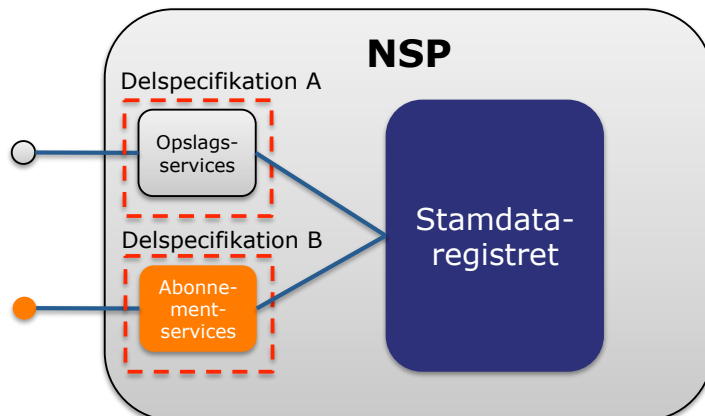 NSP
Delspecifikation A
Opslags-
services
Stamdata-
registret
Delspecifikation B
Abonne-
ment-
services